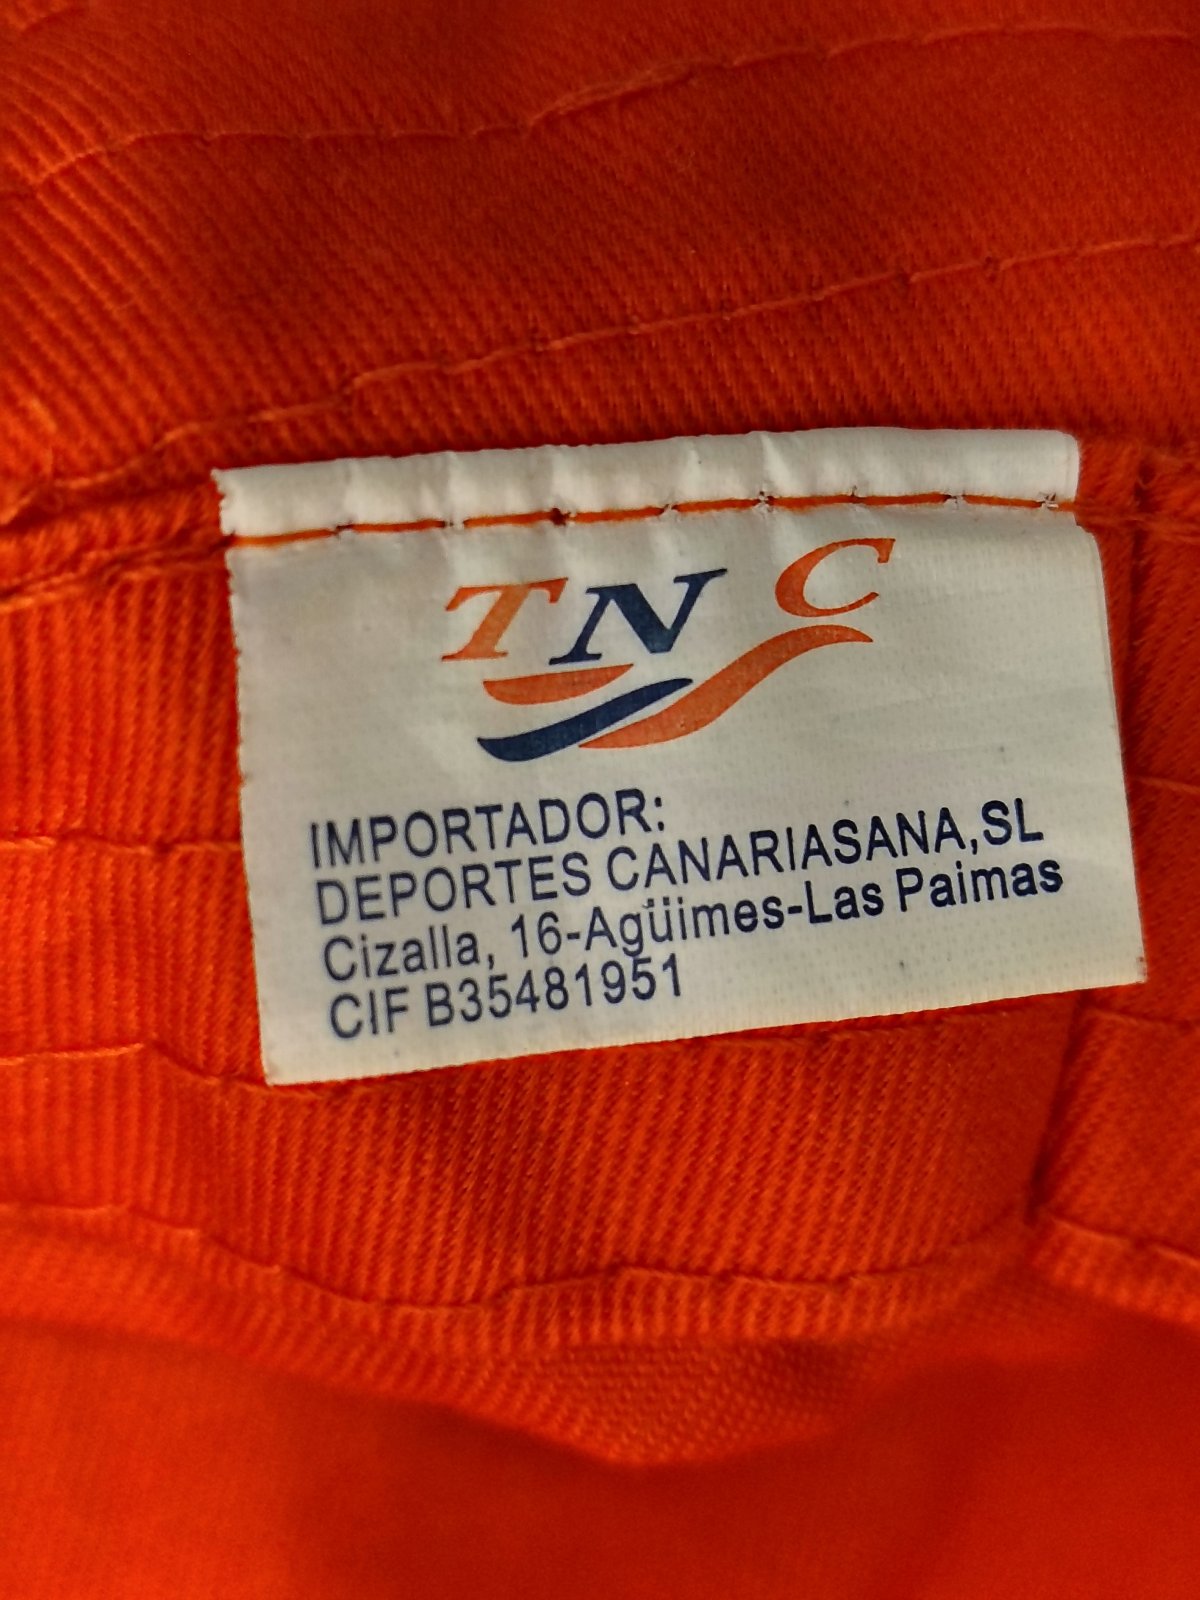 TNC
IMPORTADOR:
DEPORTES CANARIASANA,SL
Cizalla, 16-Agüimes-Las Paimas
CIF B35481951